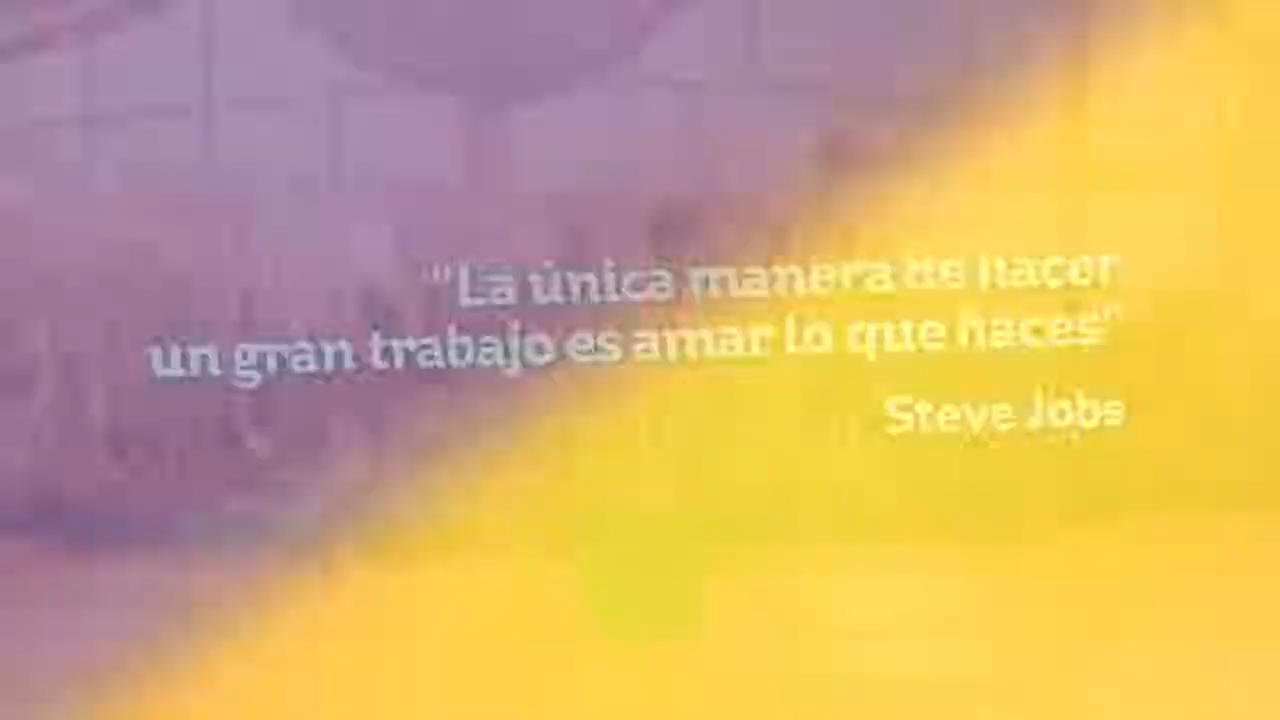 "La única manera de hacer
un gran trabajo es amar lo que haces"
Steve Jobs